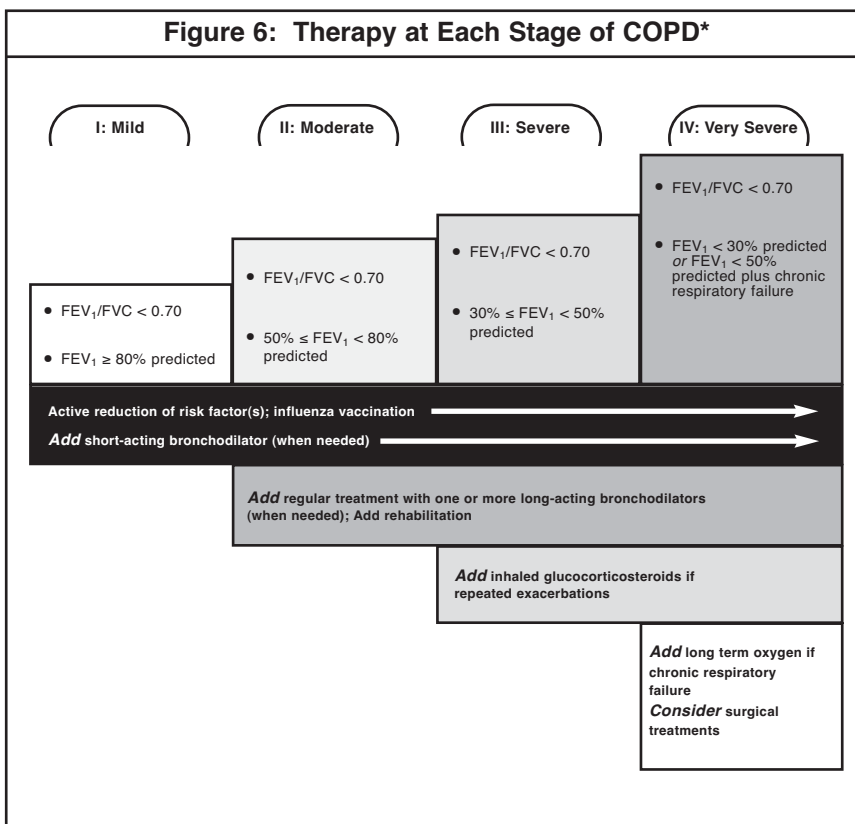 Figure 6: Therapy at Each Stage of COPD*
I: Mild
II: Moderate
III: Severe
IV: Very Severe
• FEV₁/FVC < 0.70
• FEV₁ ≥ 80% predicted
• FEV₁/FVC < 0.70
• 50% ≤ FEV₁ < 80%
predicted
• FEV₁/FVC < 0.70
• 30% ≤ FEV₁ < 50%
predicted
• FEV₁/FVC < 0.70
• FEV₁ < 30% predicted
or FEV₁ < 50%
predicted plus chronic
respiratory failure
Active reduction of risk factor(s); influenza vaccination
Add short-acting bronchodilator (when needed)
Add regular treatment with one or more long-acting bronchodilators
(when needed); Add rehabilitation
Add inhaled glucocorticosteroids if
repeated exacerbations
Add long term oxygen if
chronic respiratory
failure
Consider surgical
treatments